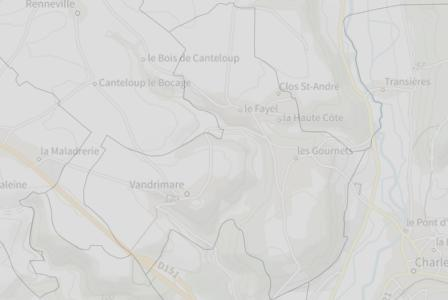 Renneville
le Bois de Canteloup
Canteloup le Bocage
Clos St-André
Transières
le Fayel
la Haute Côte
la Maladrerie
les Gournets
aleine
Vandrimare
le Pont d'
D151
Charle